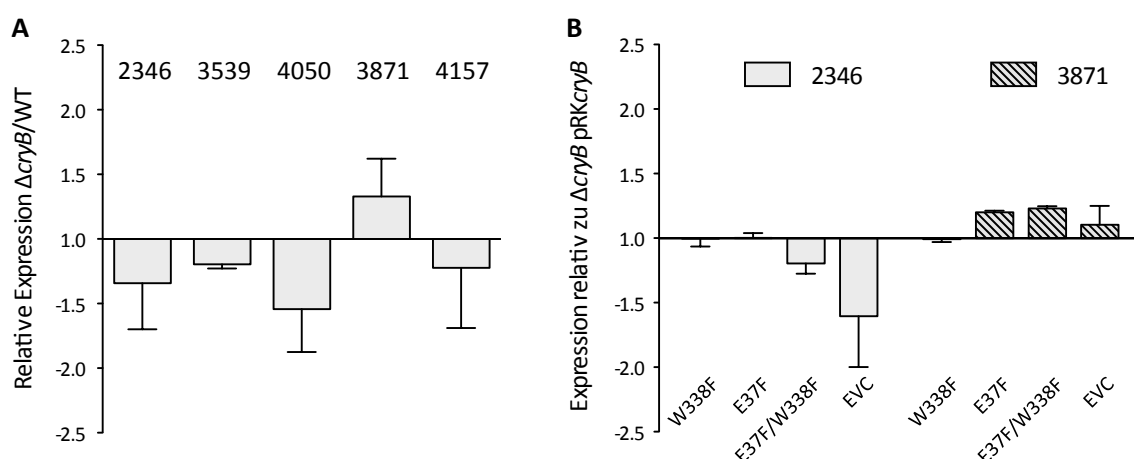 A
Relative Expression ΔcryB/WT
2.5
2.0
1.5
1.0
-1.5
-2.0
-2.5
2346 3539 4050 3871 4157
B
Expression relativ zu ΔcryB pRKcryB
2.5
2.0
1.5
1.0
-1.5
-2.0
-2.5
2346
3871
W338F
E37F
E37F/W338F
EVC
W338F
E37F
E37F/W338F
EVC